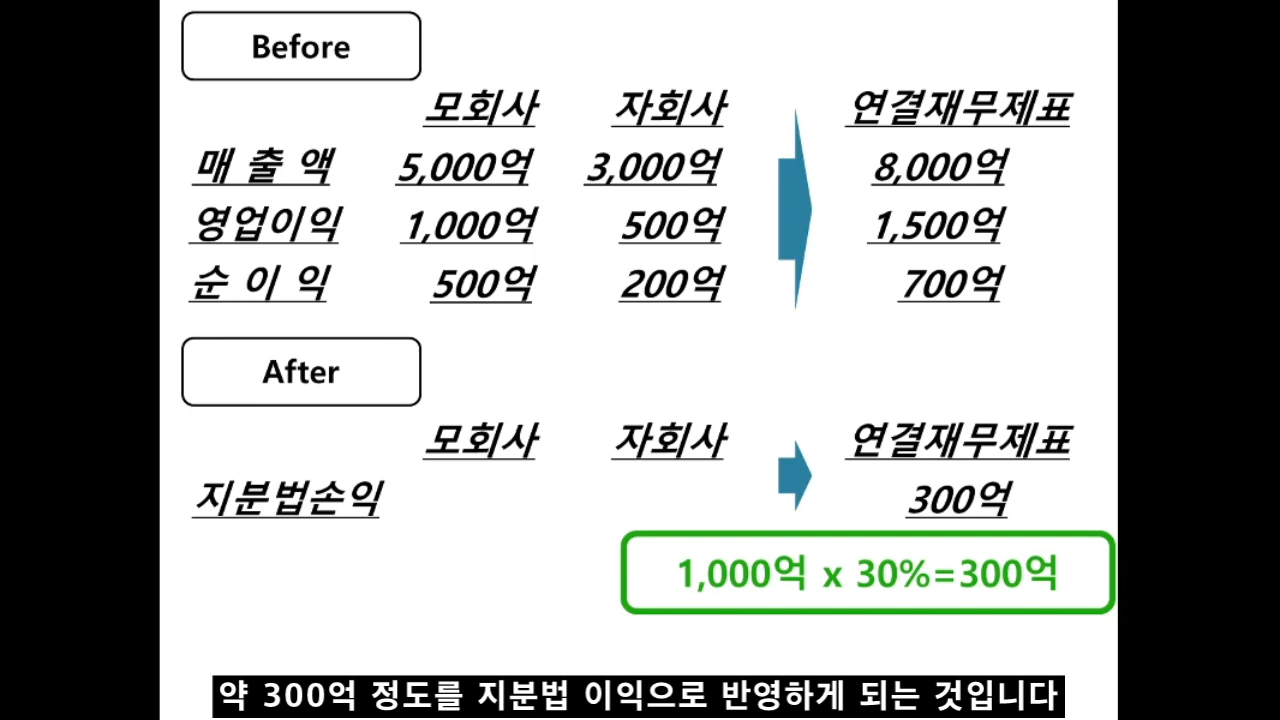 Before
모회사 자회사 연결재무제표
매 출 액 5,000억 3,000억 8,000억
영업이익 1,000억 500억 1,500억
순 이 익 500억 200억 700억
After
모회사 자회사 연결재무제표
지분법손익 300억
1,000억 x 30%=300억
약 300억 정도를 지분법 이익으로 반영하게 되는 것입니다